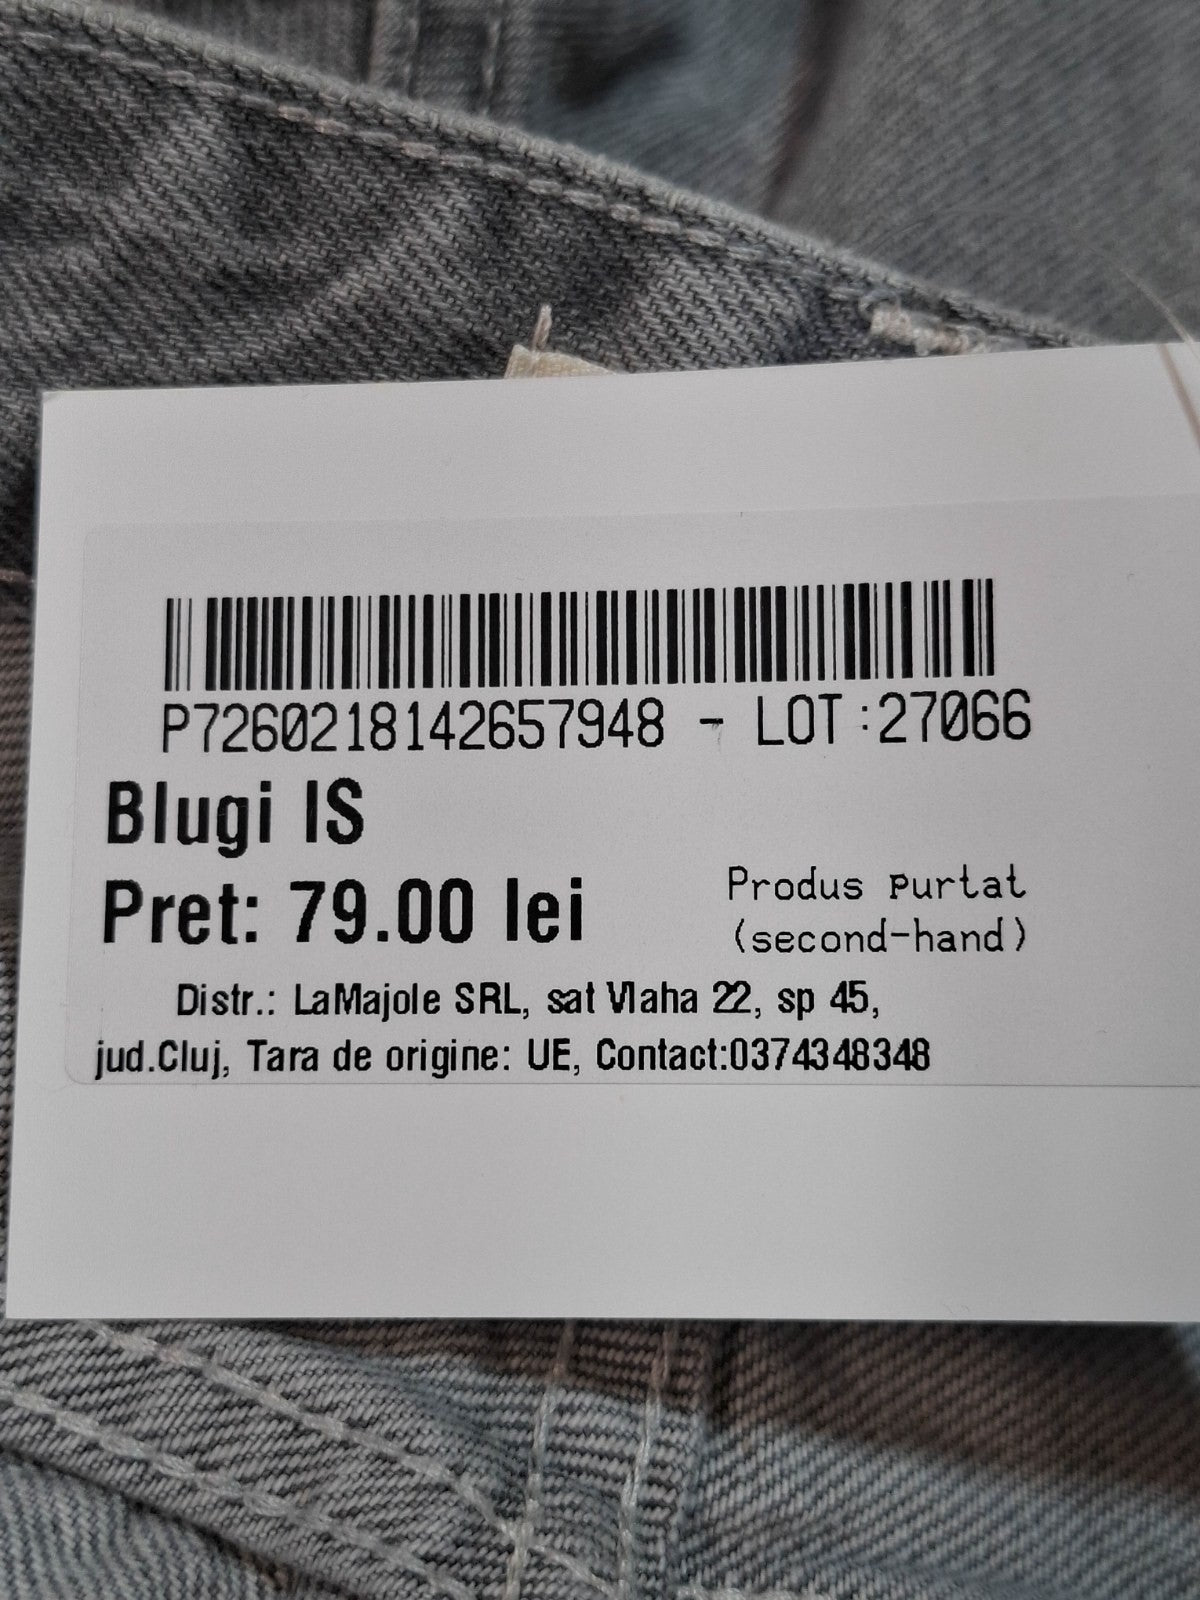 P7260218142657948 - LOT:27066
Blugi IS
Pret: 79.00 lei
Produs purtat
(second-hand)
Distr.: LaMajole SRL, sat Vlaha 22, sp 45,
jud.Cluj, Tara de origine: UE, Contact:0374348348